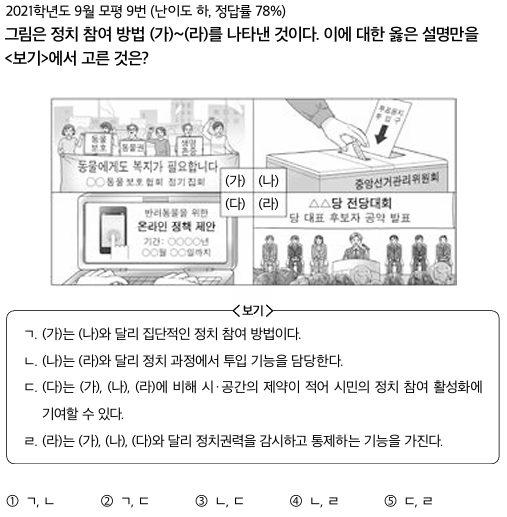 2021학년도 9월 모평 9번 (난이도 하, 정답률 78%)
그림은 정치 참여 방법 (가)~(라)를 나타낸 것이다. 이에 대한 옳은 설명만을
<보기>에서 고른 것은?
동물
보호
동물권
생명
존중
동물에게도 복지가 필요합니다
○○동물 보호 협회 정기 집회
투표용지
투입구
중앙선거관리위원회
(가) (나)
(다) (라)
반려동물을 위한
온라인 정책 제안
기간: ○○○○년
○○월 ○○일까지
△△당 전당대회
당 대표 후보자 공약 발표
<보기>
ㄱ. (가)는 (나)와 달리 집단적인 정치 참여 방법이다.
ㄴ. (나)는 (라)와 달리 정치 과정에서 투입 기능을 담당한다.
ㄷ. (다)는 (가), (나), (라)에 비해 시·공간의 제약이 적어 시민의 정치 참여 활성화에
기여할 수 있다.
ㄹ. (라)는 (가), (나), (다)와 달리 정치권력을 감시하고 통제하는 기능을 가진다.
① ㄱ, ㄴ ② ㄱ, ㄷ ③ ㄴ, ㄷ ④ ㄴ, ㄹ ⑤ ㄷ, ㄹ